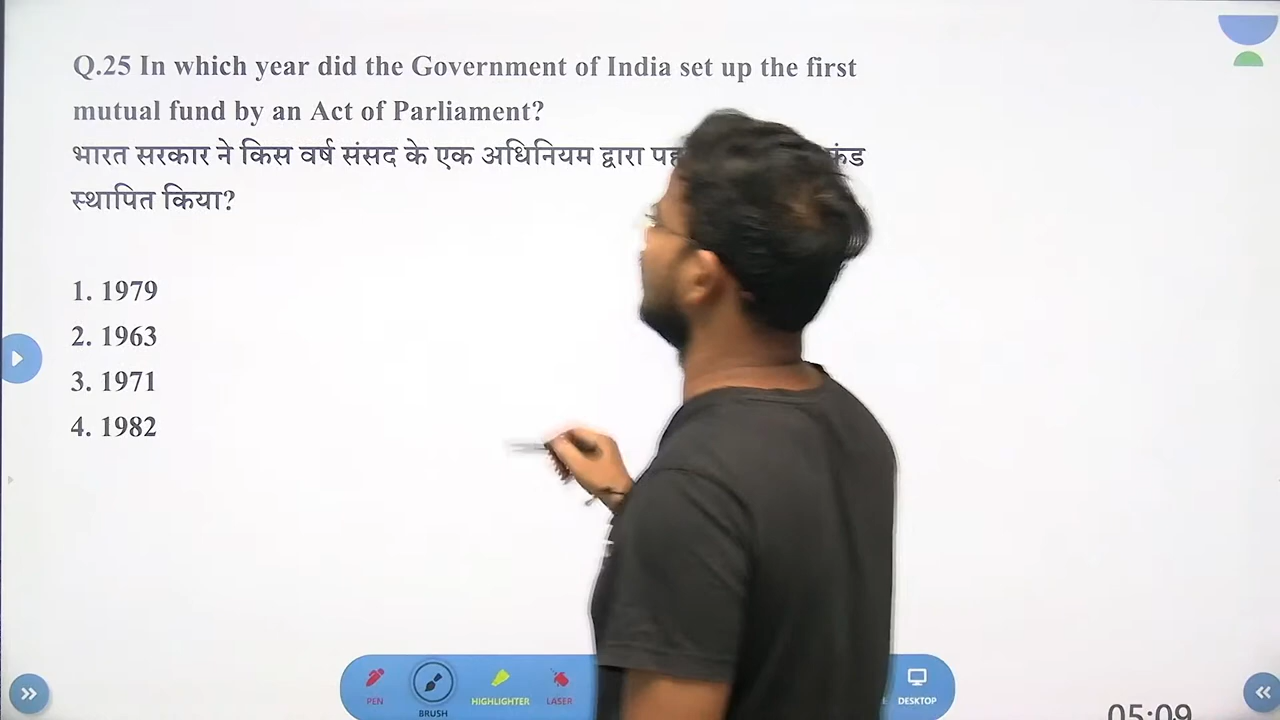 Q.25 In which year did the Government of India set up the first
mutual fund by an Act of Parliament?
भारत सरकार ने किस वर्ष संसद के एक अधिनियम द्वारा
स्थापित किया?
1. 1979
2. 1963
3. 1971
4. 1982
PEN
BRUSH
HIGHLIGHTER
LASER
DESKTOP
05:09